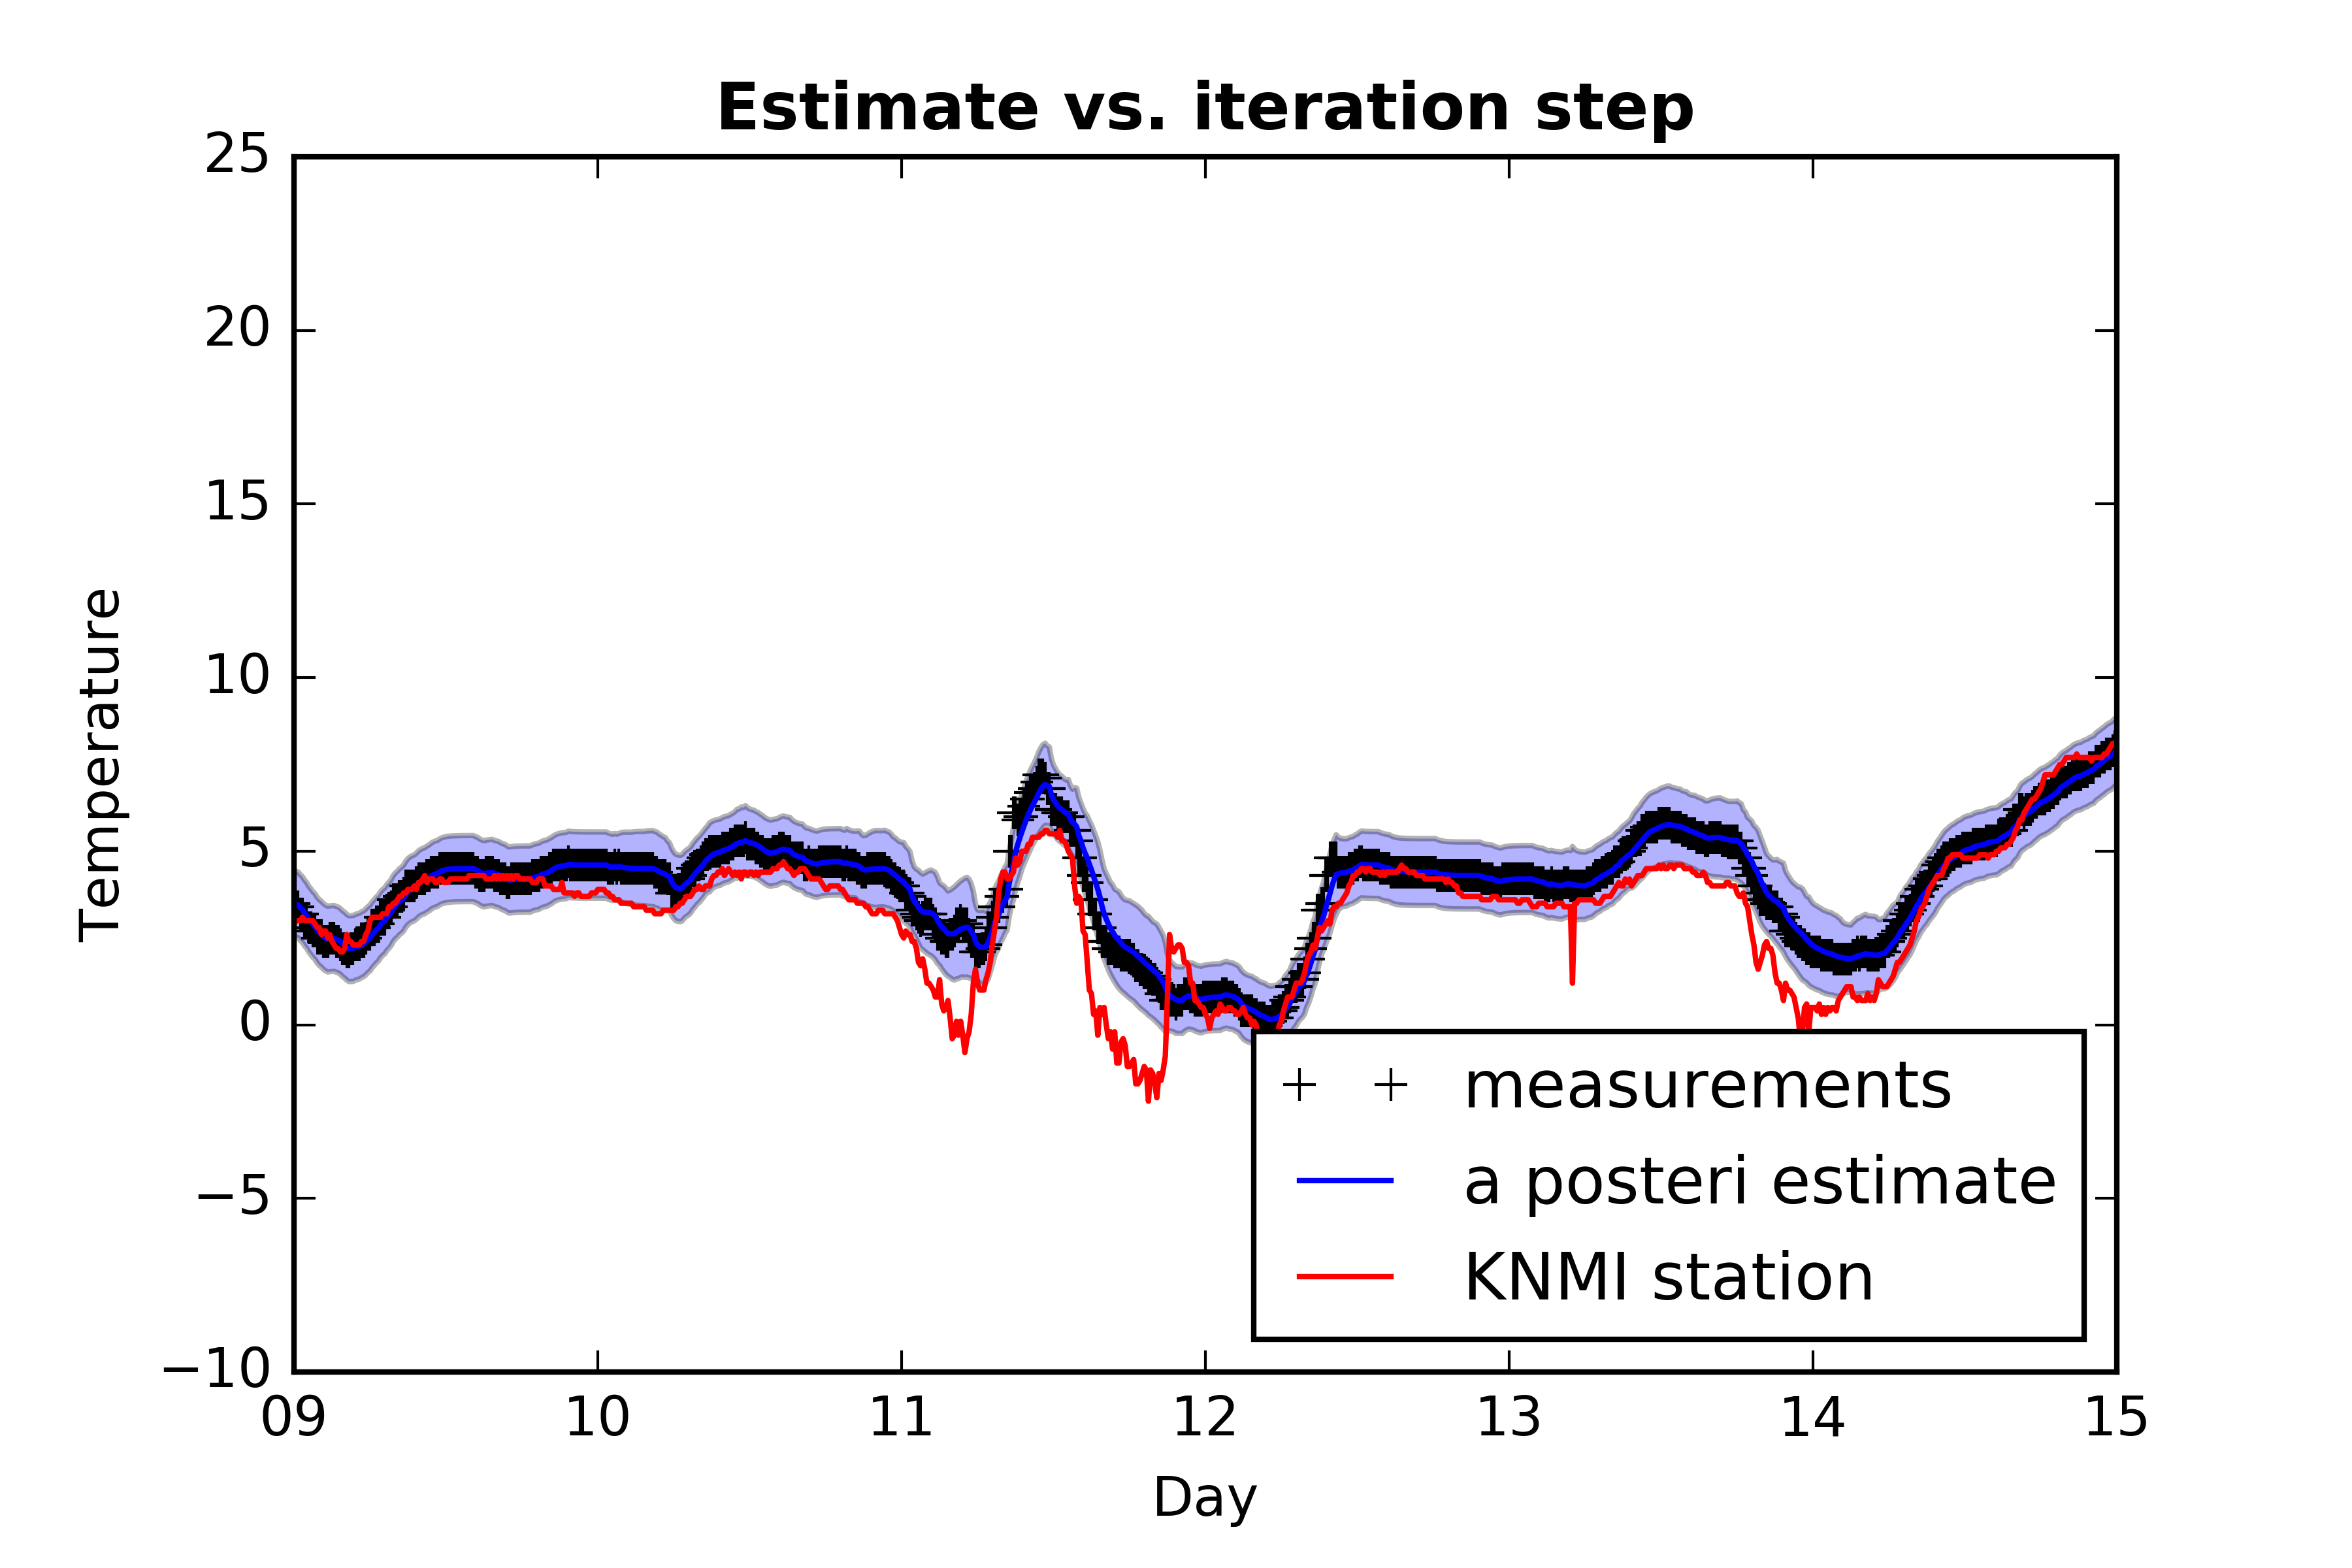 Estimate vs. iteration step
25
20
15
10
5
0
−5
−10
Temperature
measurements
a posteri estimate
KNMI station
09 10 11 12 13 14 15
Day